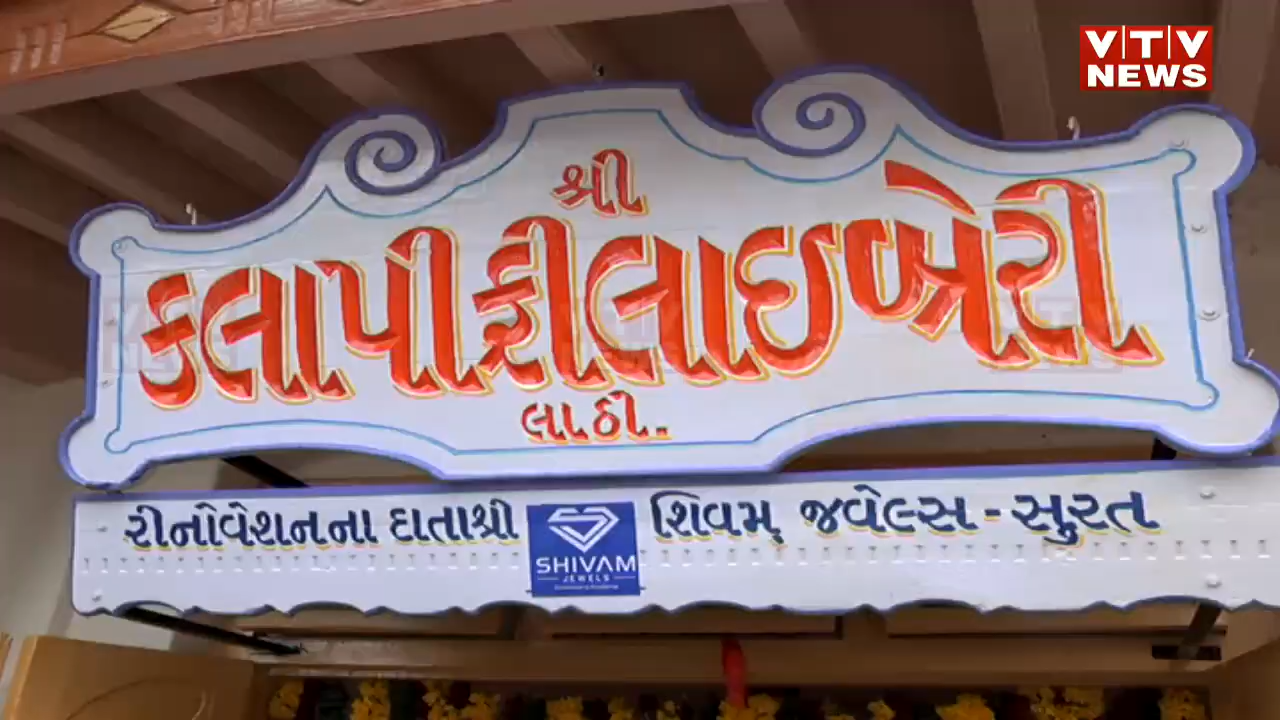 VTV
NEWS
શ્રી
કલાપી ફ્રી લાઇબ્રેરી
લાઠી.
રીનોવેશનના દાતાશ્રી SHIVAM JEWELS શિવમ્ જવેલ્સ - સુરત